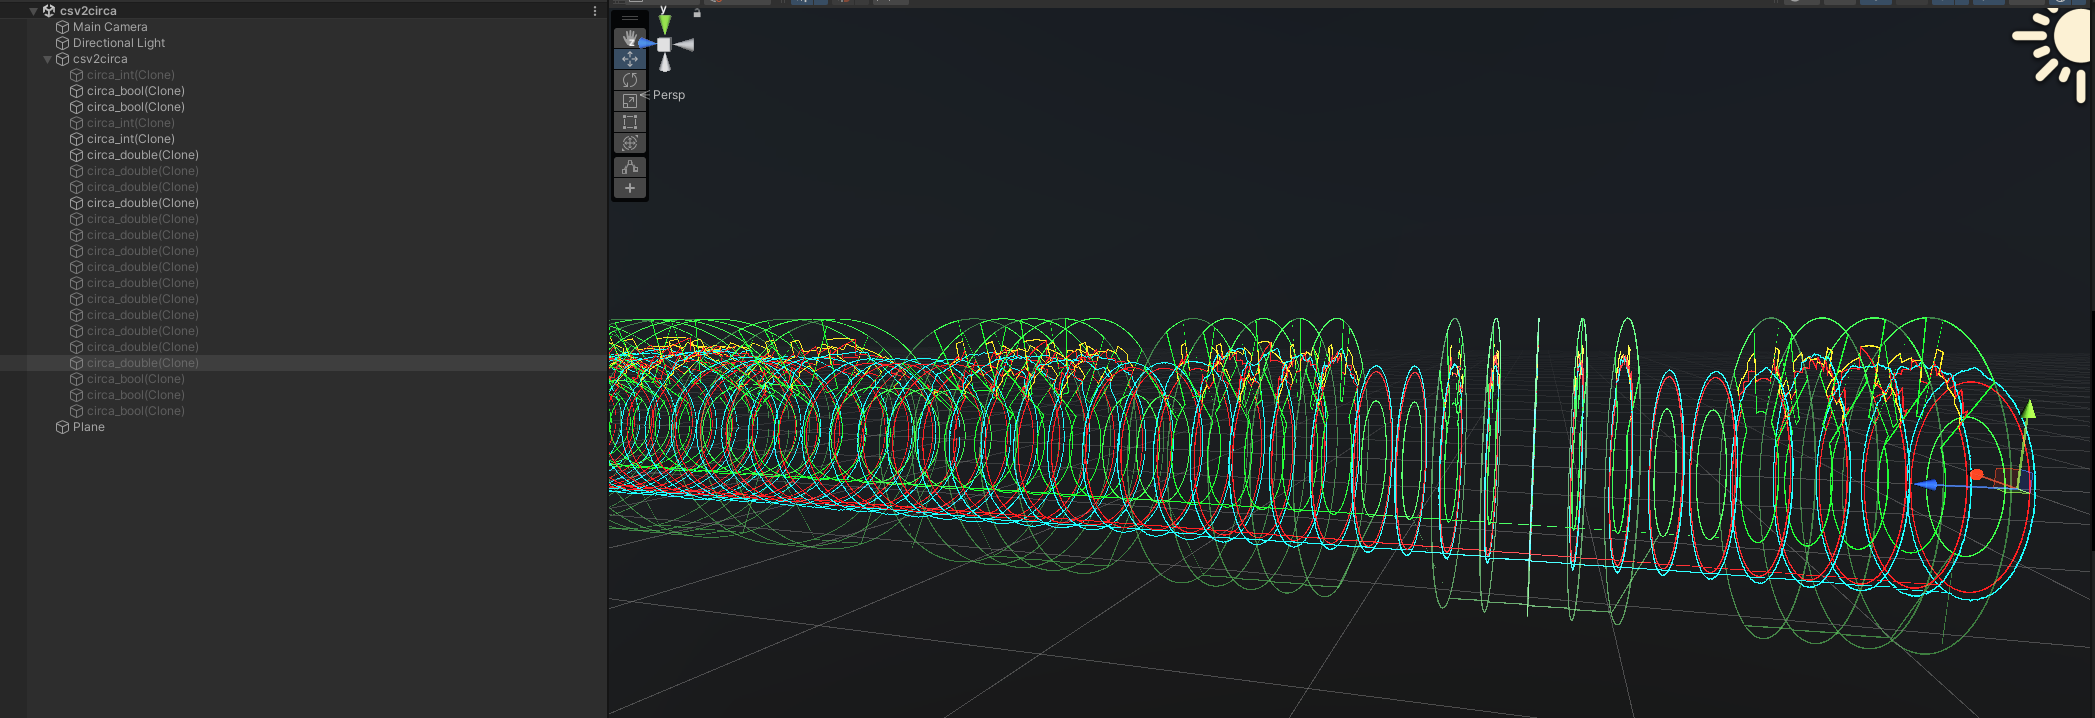 csv2circa
Main Camera
Directional Light
csv2circa
circa_int(Clone)
circa_bool(Clone)
circa_bool(Clone)
circa_int(Clone)
circa_int(Clone)
circa_double(Clone)
circa_double(Clone)
circa_double(Clone)
circa_double(Clone)
circa_double(Clone)
circa_double(Clone)
circa_double(Clone)
circa_double(Clone)
circa_double(Clone)
circa_double(Clone)
circa_double(Clone)
circa_double(Clone)
circa_double(Clone)
circa_double(Clone)
circa_bool(Clone)
circa_bool(Clone)
circa_bool(Clone)
Plane
y
z
Persp